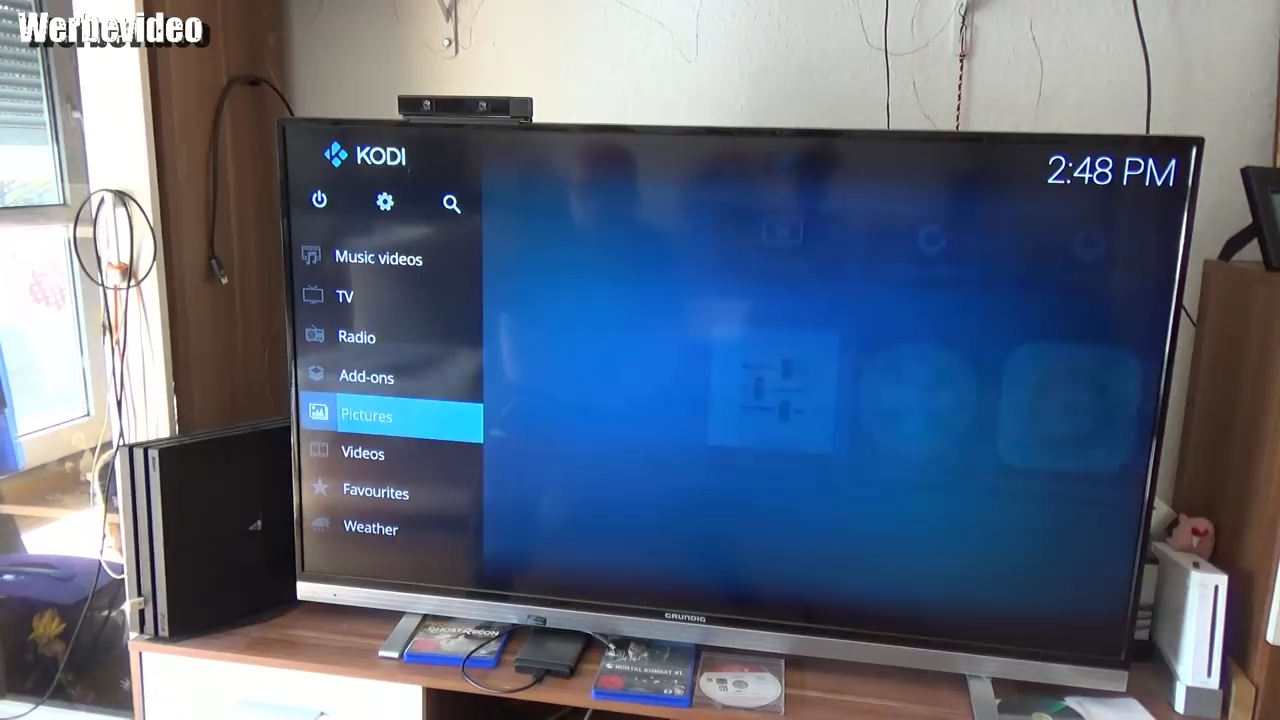 Werbevideo
KODI
2:48 PM
Music videos
TV
Radio
Add-ons
Pictures
Videos
Favourites
Weather
GRUNDIG
GHOST RECON
MORTAL KOMBAT XL